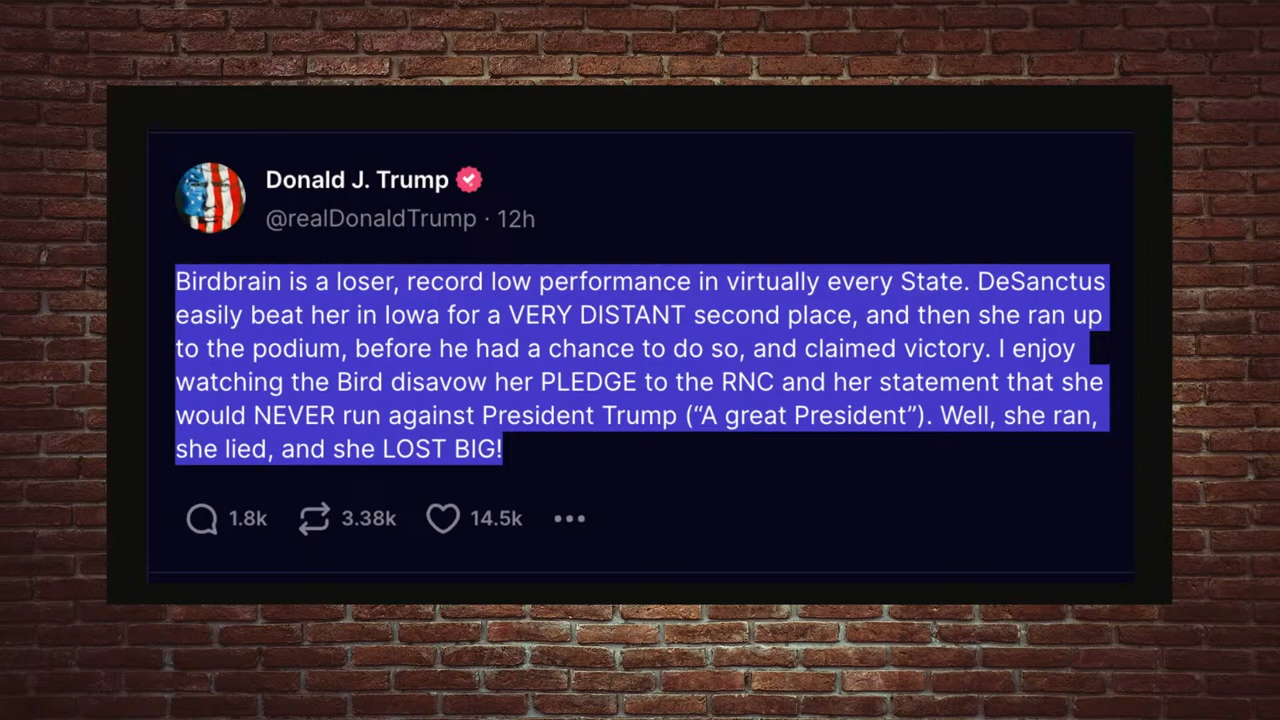 Donald J. Trump
@realDonaldTrump · 12h
Birdbrain is a loser, record low performance in virtually every State. DeSanctus
easily beat her in Iowa for a VERY DISTANT second place, and then she ran up
to the podium, before he had a chance to do so, and claimed victory. I enjoy
watching the Bird disavow her PLEDGE to the RNC and her statement that she
would NEVER run against President Trump (“A great President”). Well, she ran,
she lied, and she LOST BIG!
1.8k 3.38k 14.5k